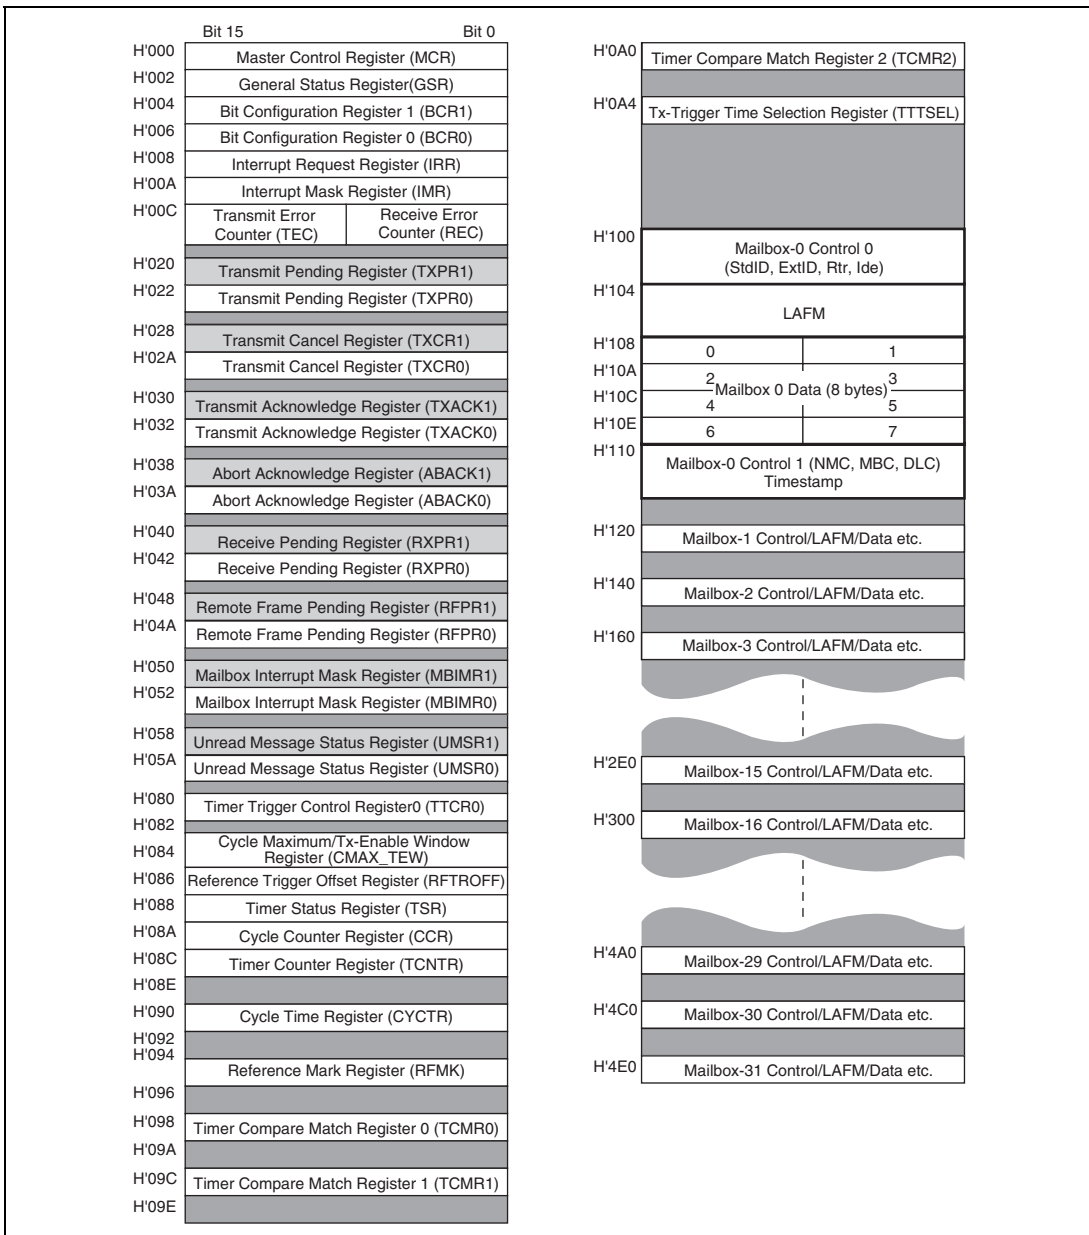 Bit 15 Bit 0
H'000 Master Control Register (MCR)
H'002 General Status Register(GSR)
H'004 Bit Configuration Register 1 (BCR1)
H'006 Bit Configuration Register 0 (BCR0)
H'008 Interrupt Request Register (IRR)
H'00A Interrupt Mask Register (IMR)
H'00C Transmit Error Counter (TEC) Receive Error Counter (REC)
H'020 Transmit Pending Register (TXPR1)
H'022 Transmit Pending Register (TXPR0)
H'028 Transmit Cancel Register (TXCR1)
H'02A Transmit Cancel Register (TXCR0)
H'030 Transmit Acknowledge Register (TXACK1)
H'032 Transmit Acknowledge Register (TXACK0)
H'038 Abort Acknowledge Register (ABACK1)
H'03A Abort Acknowledge Register (ABACK0)
H'040 Receive Pending Register (RXPR1)
H'042 Receive Pending Register (RXPR0)
H'048 Remote Frame Pending Register (RFPR1)
H'04A Remote Frame Pending Register (RFPR0)
H'050 Mailbox Interrupt Mask Register (MBIMR1)
H'052 Mailbox Interrupt Mask Register (MBIMR0)
H'058 Unread Message Status Register (UMSR1)
H'05A Unread Message Status Register (UMSR0)
H'080 Timer Trigger Control Register0 (TTCR0)
H'082
H'084 Cycle Maximum/Tx-Enable Window
Register (CMAX_TEW)
H'086 Reference Trigger Offset Register (RFTROFF)
H'088 Timer Status Register (TSR)
H'08A Cycle Counter Register (CCR)
H'08C Timer Counter Register (TCNTR)
H'08E
H'090 Cycle Time Register (CYCTR)
H'092
H'094
Reference Mark Register (RFMK)
H'096
H'098 Timer Compare Match Register 0 (TCMR0)
H'09A
H'09C Timer Compare Match Register 1 (TCMR1)
H'09E
H'0A0 Timer Compare Match Register 2 (TCMR2)
H'0A4 Tx-Trigger Time Selection Register (TTTSEL)
H'100 Mailbox-0 Control 0
(StdID, ExtID, Rtr, Ide)
H'104 LAFM
H'108 0 1
H'10A 2 3
Mailbox 0 Data (8 bytes)
H'10C 4 5
H'10E 6 7
H'110 Mailbox-0 Control 1 (NMC, MBC, DLC)
Timestamp
H'120 Mailbox-1 Control/LAFM/Data etc.
H'140 Mailbox-2 Control/LAFM/Data etc.
H'160 Mailbox-3 Control/LAFM/Data etc.
H'2E0 Mailbox-15 Control/LAFM/Data etc.
H'300 Mailbox-16 Control/LAFM/Data etc.
H'4A0 Mailbox-29 Control/LAFM/Data etc.
H'4C0 Mailbox-30 Control/LAFM/Data etc.
H'4E0 Mailbox-31 Control/LAFM/Data etc.